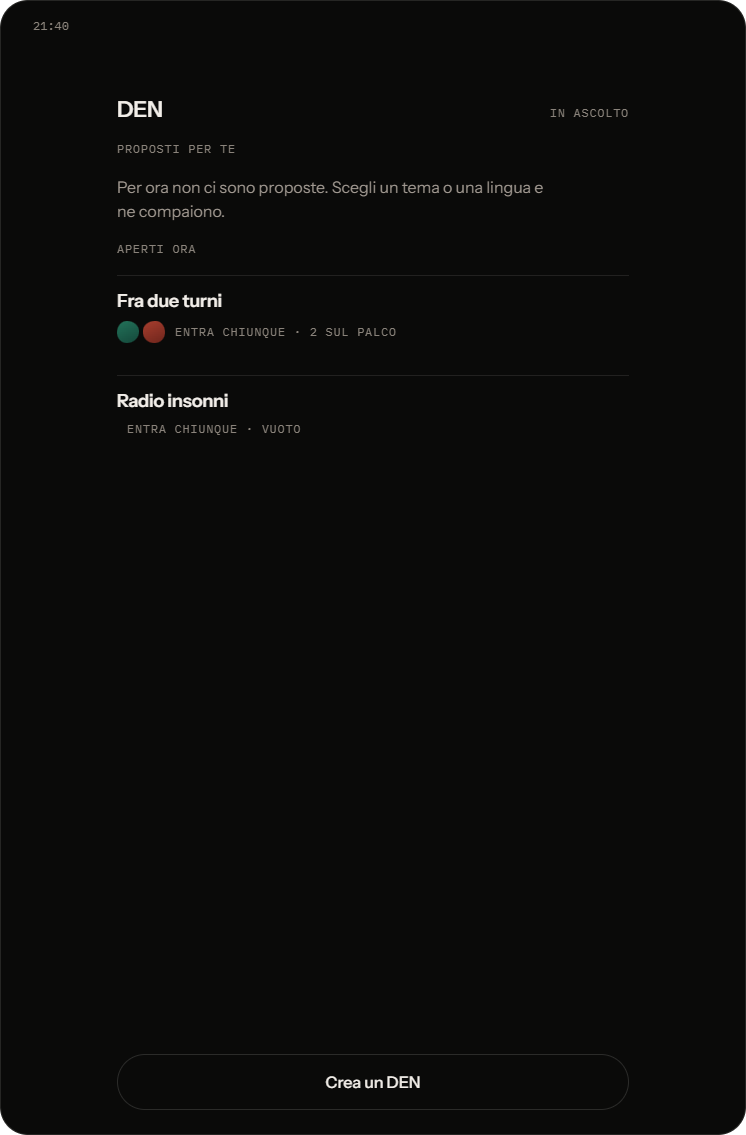 21:40
DEN
IN ASCOLTO
PROPOSTI PER TE
Per ora non ci sono proposte. Scegli un tema o una lingua e
ne compaiono.
APERTI ORA
Fra due turni
ENTRA CHIUNQUE · 2 SUL PALCO
Radio insonni
ENTRA CHIUNQUE · VUOTO
Crea un DEN